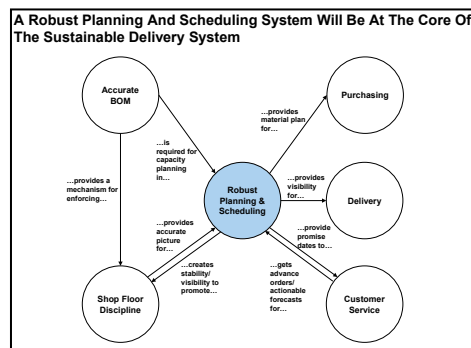 A Robust Planning And Scheduling System Will Be At The Core Of
The Sustainable Delivery System
Accurate
BOM
Purchasing
…provides
material plan
for…
…is
required for
capacity
planning
in…
…provides a
mechanism for
enforcing…
Robust
Planning &
Scheduling
…provides
visibility
for…
Delivery
…provides
accurate
picture
for…
…provide
promise
dates to…
…creates
stability/
visibility to
promote…
…gets
advance
orders/
actionable
forecasts
for…
Shop Floor
Discipline
Customer
Service